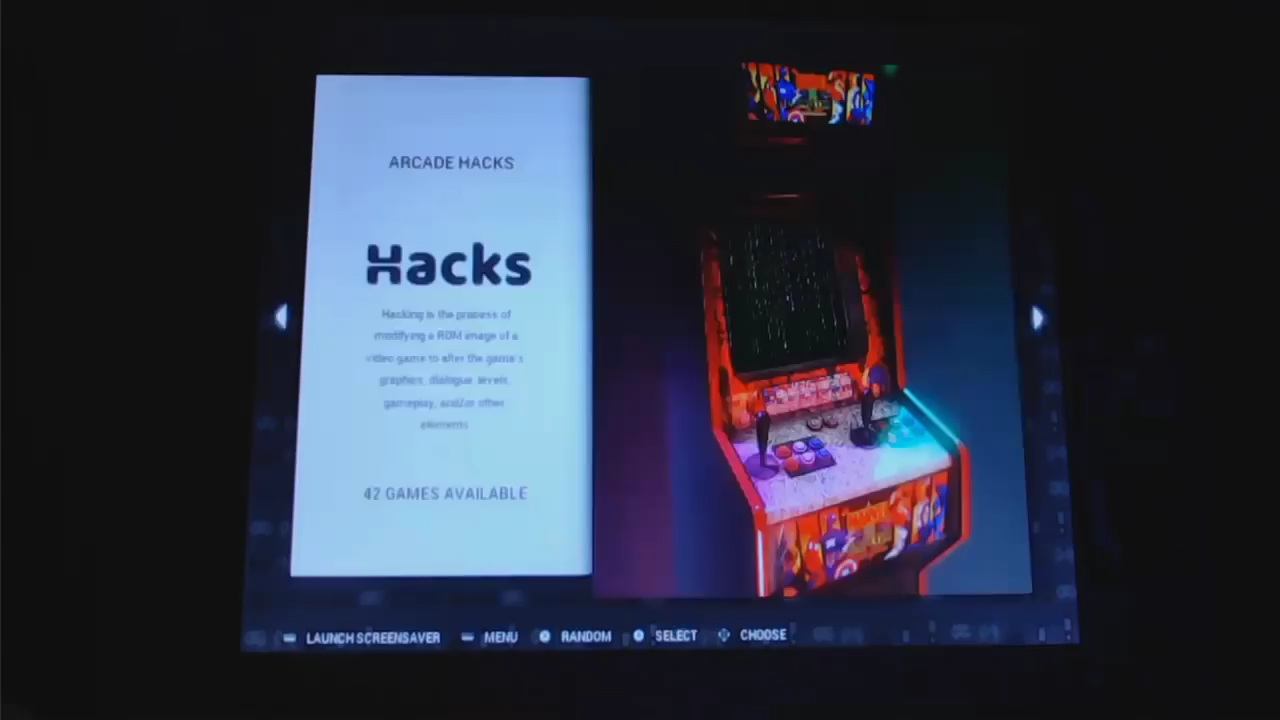 ARCADE HACKS
Hacks
Hacking is the process of
modifying a ROM image of a
video game to alter the game's
graphics, dialogue, levels,
gameplay, and/or other
elements
42 GAMES AVAILABLE
LAUNCH SCREENSAVER MENU RANDOM SELECT CHOOSE